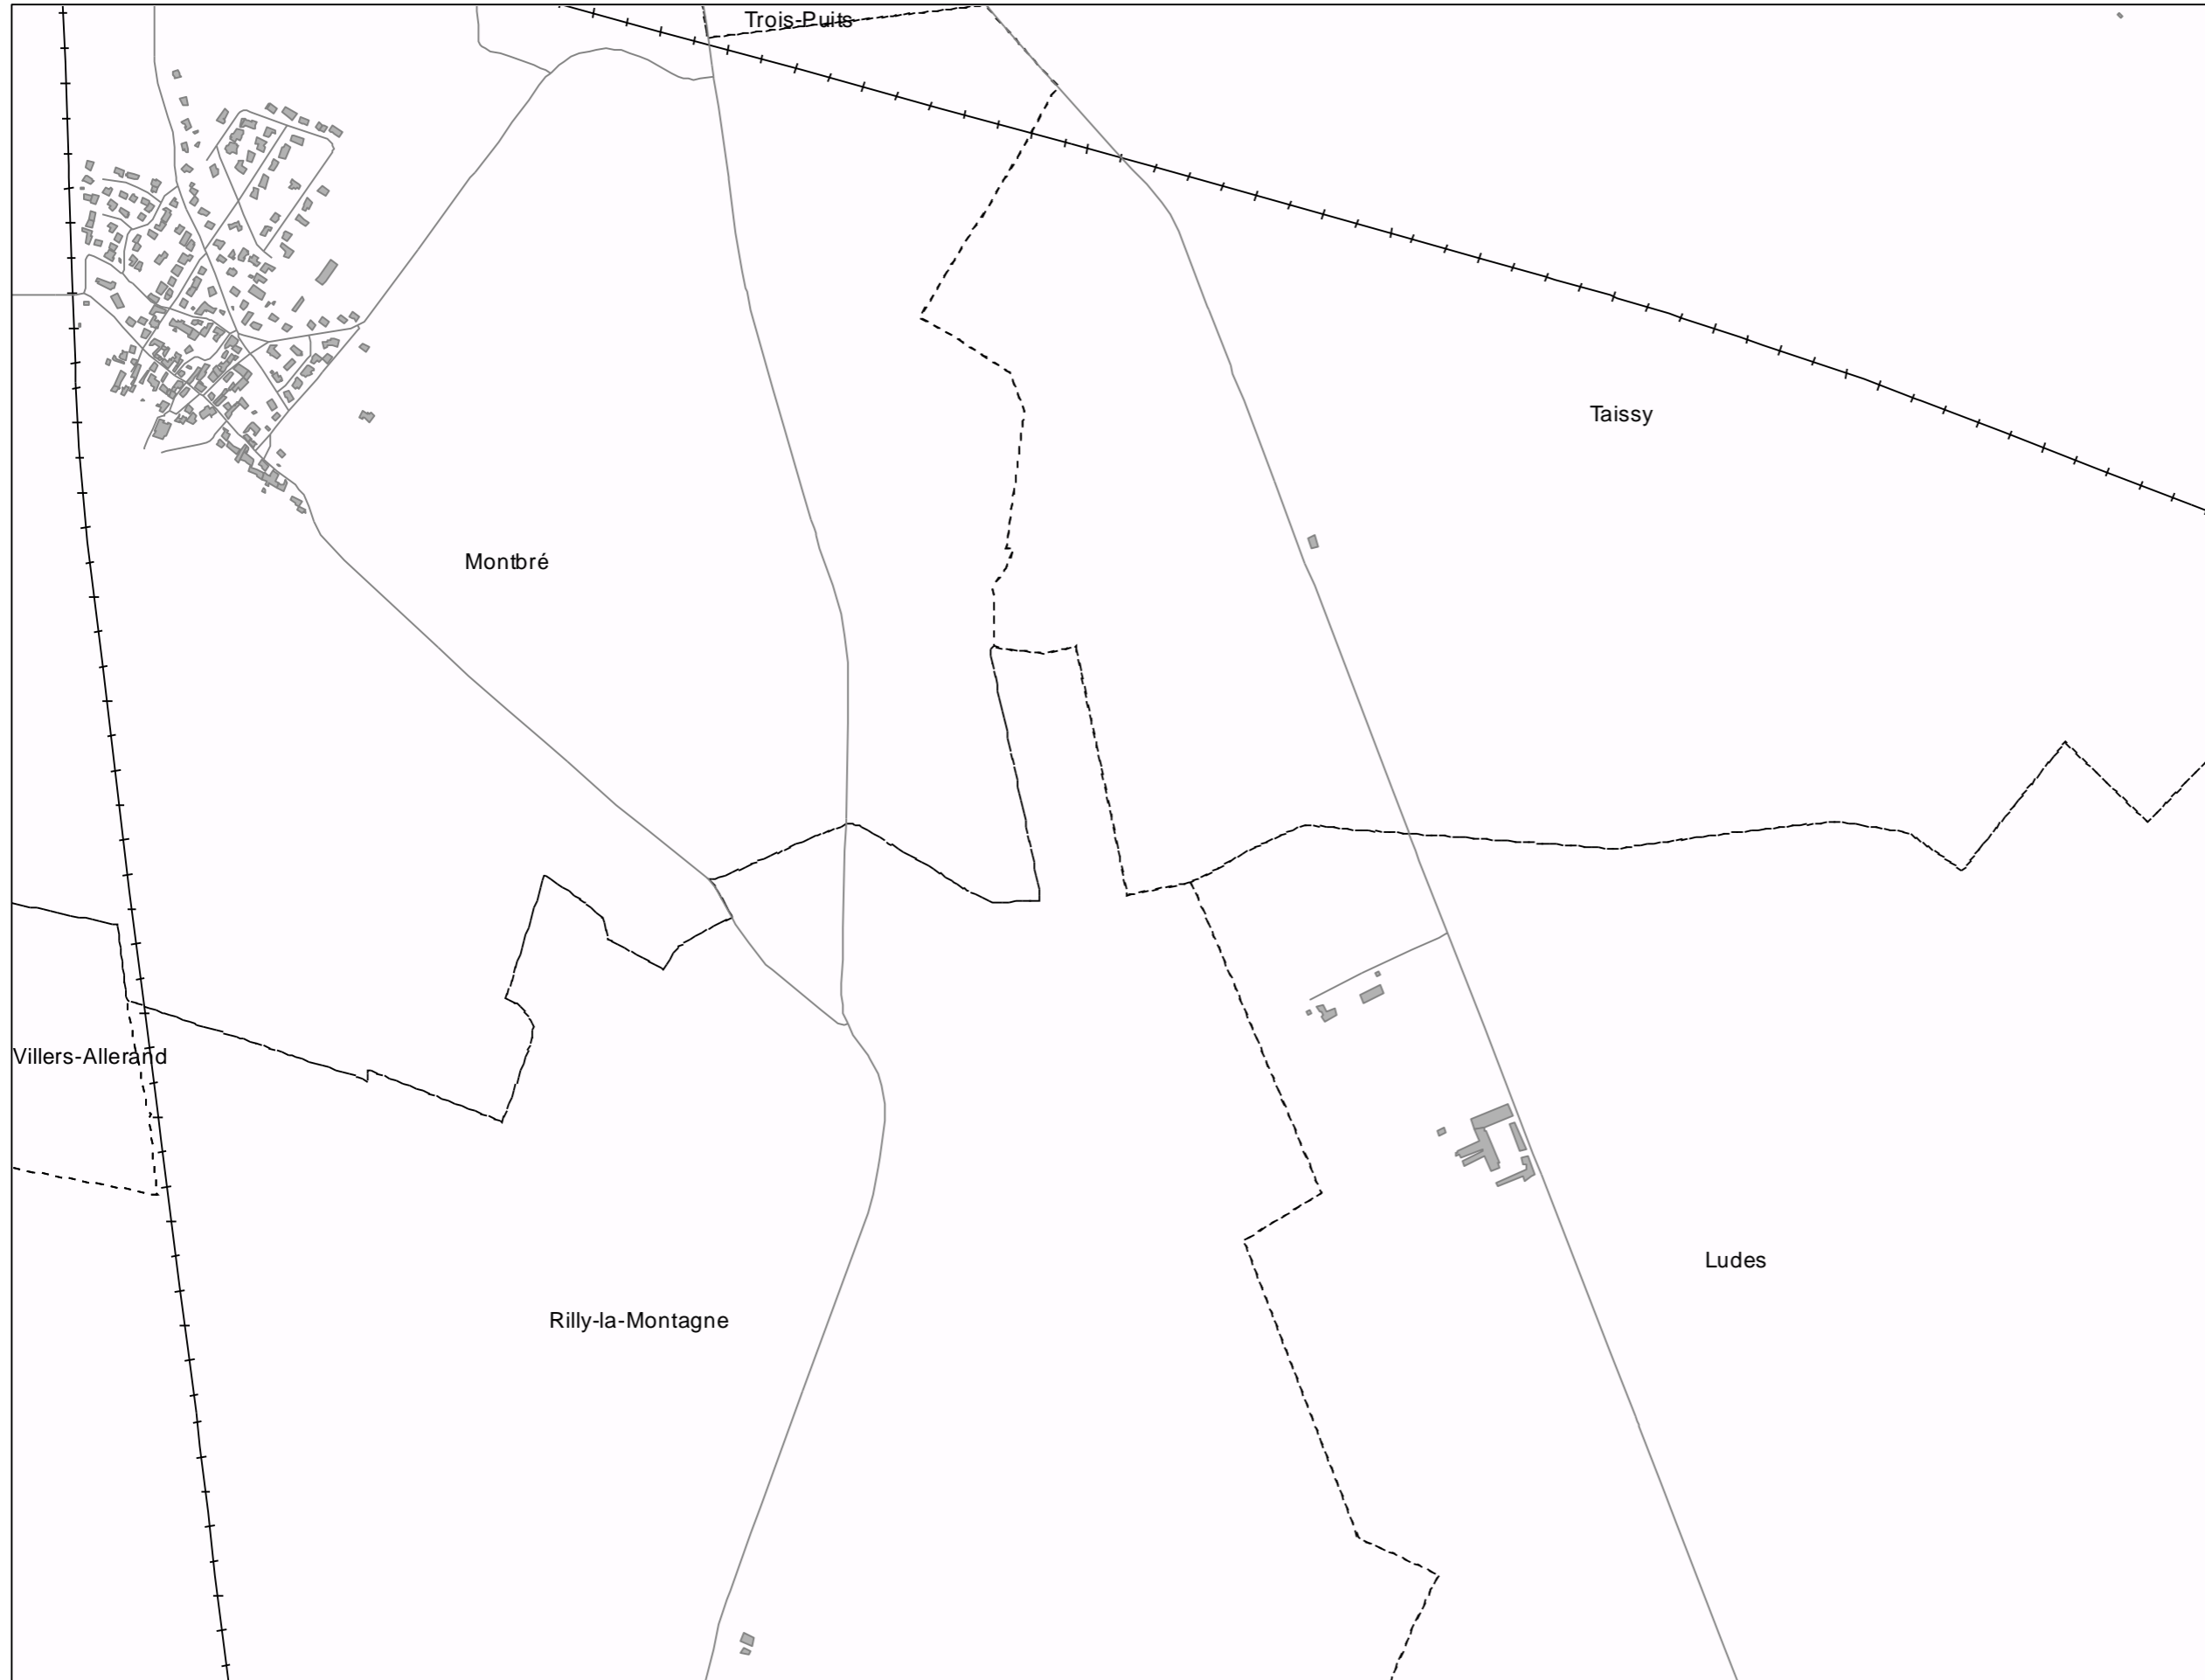 Trois-Puits
Taissy
Montbré
Villers-Allerand
Ludes
Rilly-la-Montagne